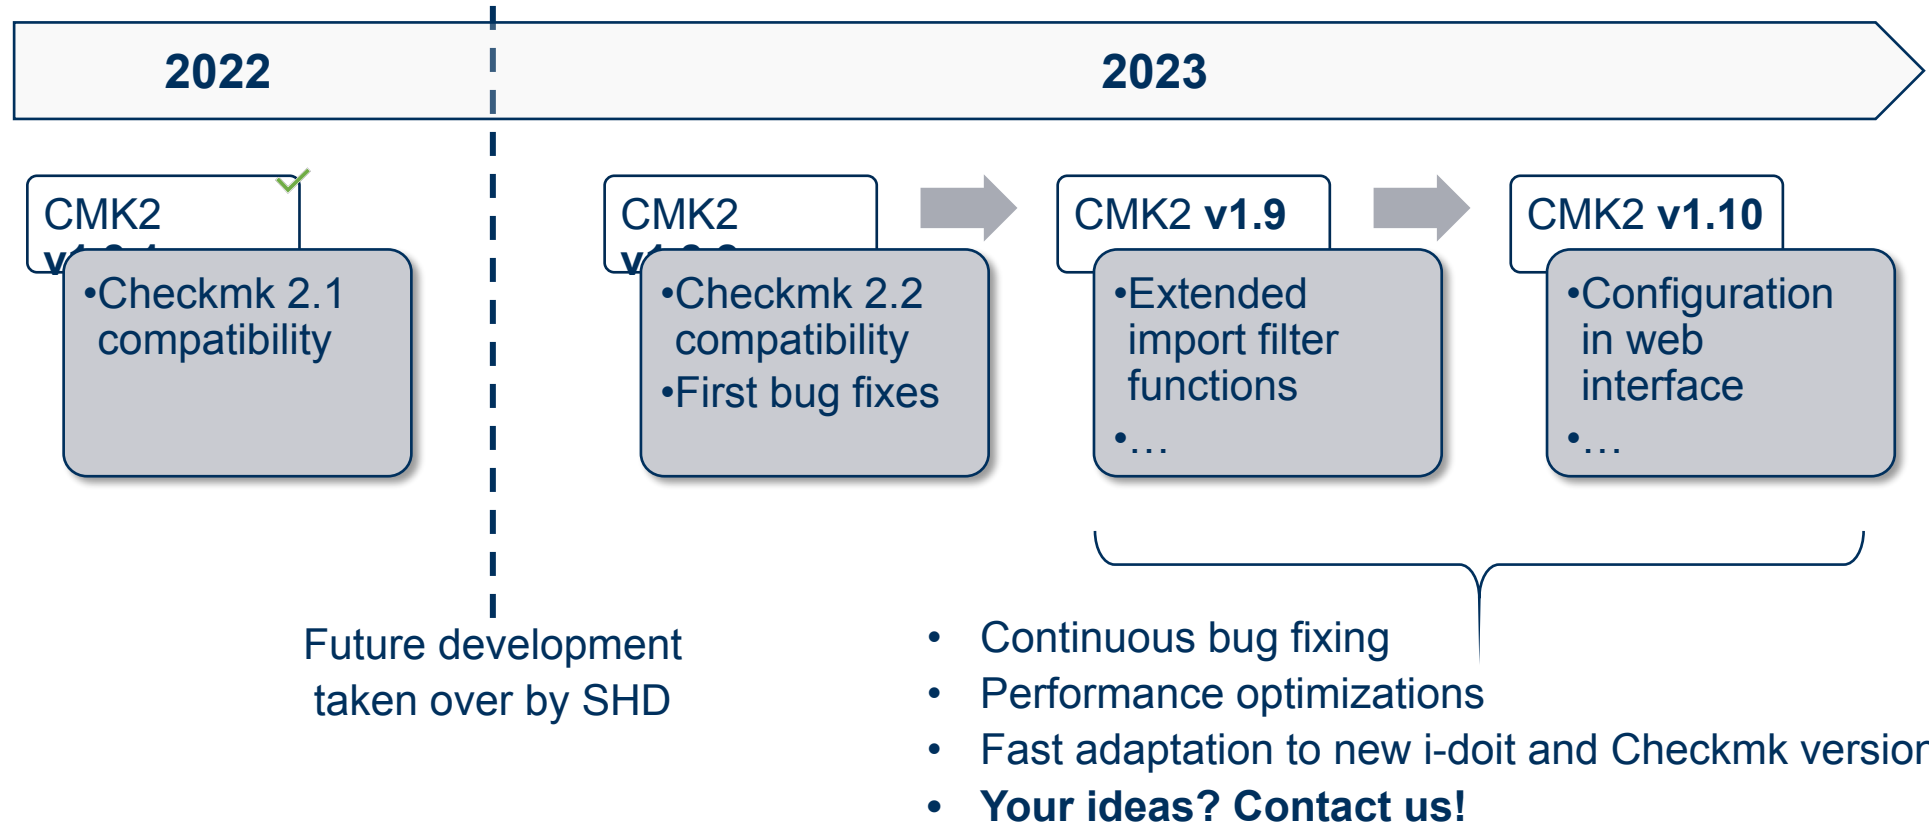 2022
2023
CMK2
•Checkmk 2.1
compatibility
CMK2
•Checkmk 2.2
compatibility
•First bug fixes
CMK2 v1.9
•Extended
import filter
functions
•…
CMK2 v1.10
•Configuration
in web
interface
•…
Future development
taken over by SHD
• Continuous bug fixing
• Performance optimizations
• Fast adaptation to new i-doit and Checkmk version
• Your ideas? Contact us!